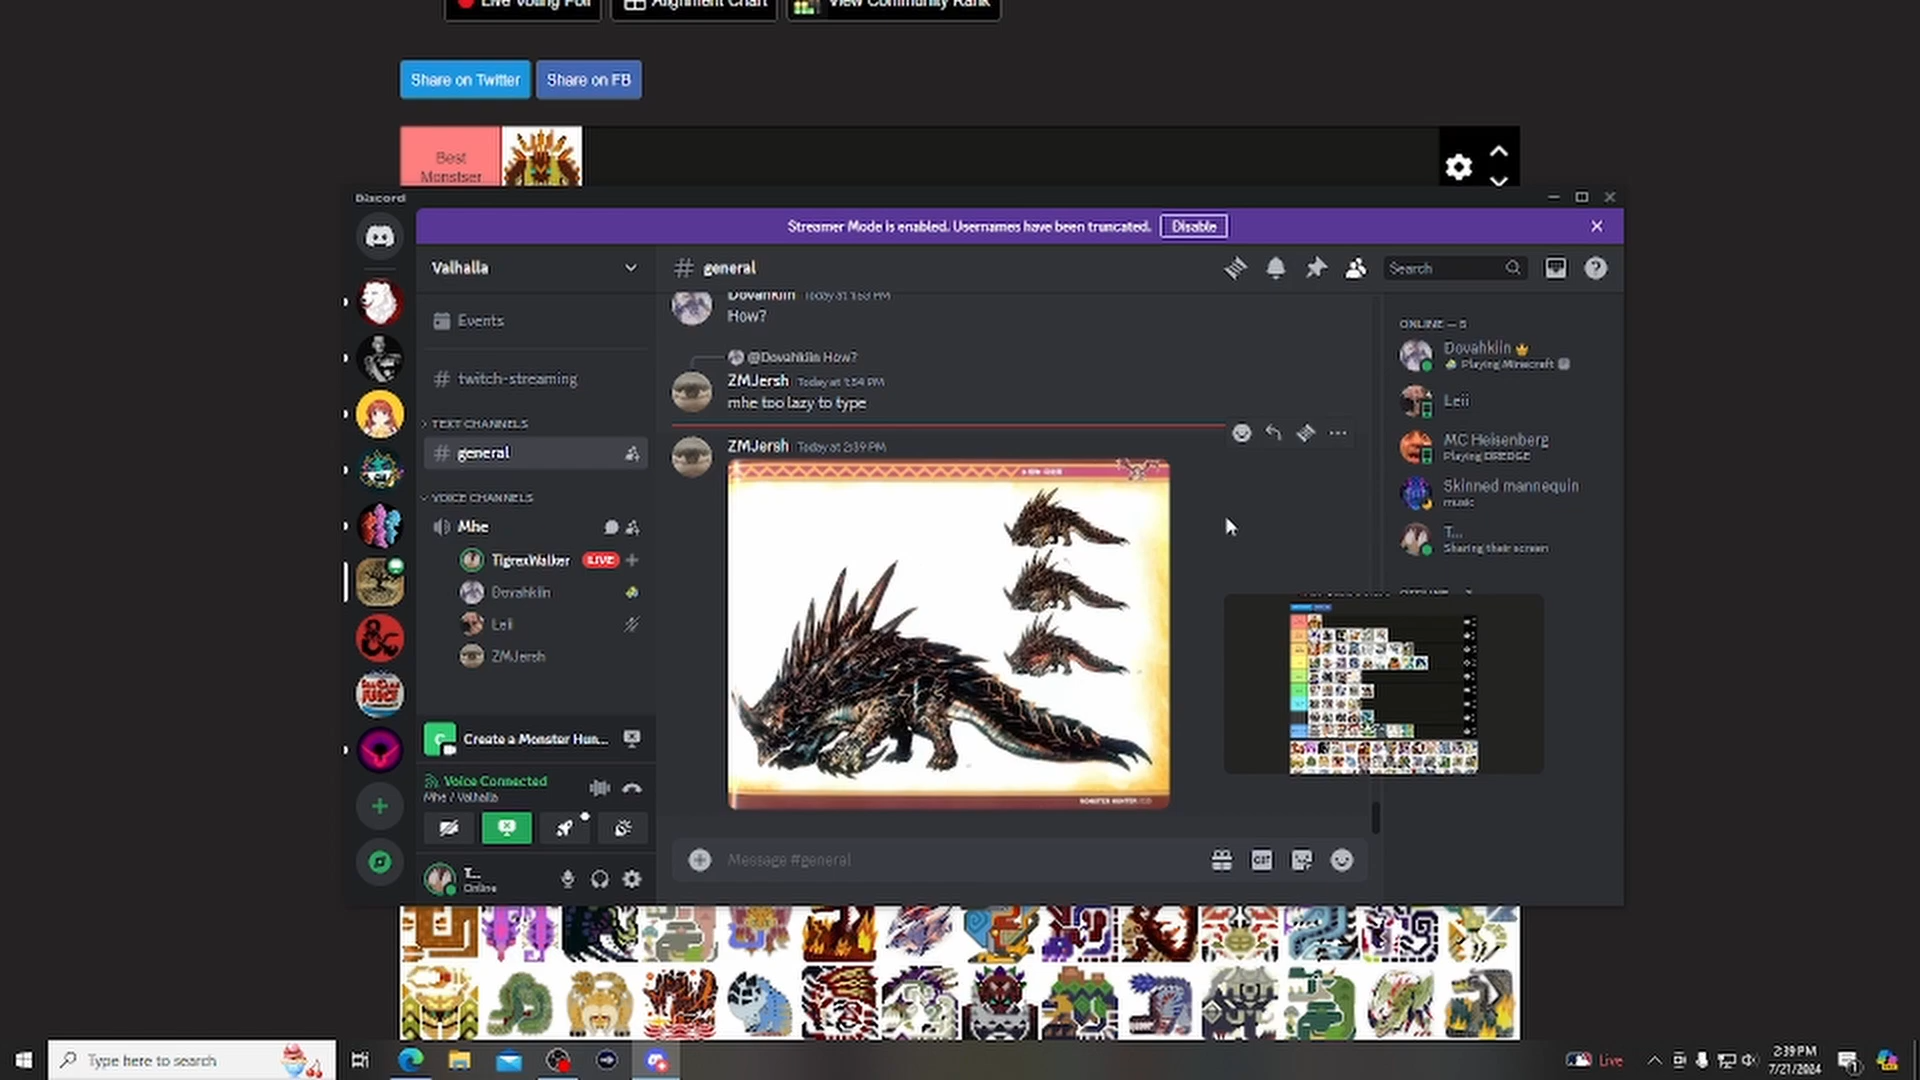 Live Voting Poll
Alignment Chart
View Community Rank
Share on Twitter
Share on FB
Best
Monstser
Discord
Streamer Mode is enabled. Usernames have been truncated.
Disable
Valhalla
# general
Search
Events
# twitch-streaming
TEXT CHANNELS
# general
VOICE CHANNELS
Mhe
TigrexWalker
LIVE
Dovahkiin
Leii
ZMJersh
Create a Monster Hun...
Voice Connected
Mhe / Valhalla
T...
Online
Dovahkiin Today at 1:53 PM
How?
@Dovahkiin How?
ZMJersh Today at 1:54 PM
mhe too lazy to type
ZMJersh Today at 2:39 PM
Message #general
GIF
ONLINE — 5
Dovahkiin
Playing Minecraft
Leii
MC Heisenberg
Playing DREDGE
Skinned mannequin
music
T...
Sharing their screen
Type here to search
Live
2:39 PM
7/21/2024